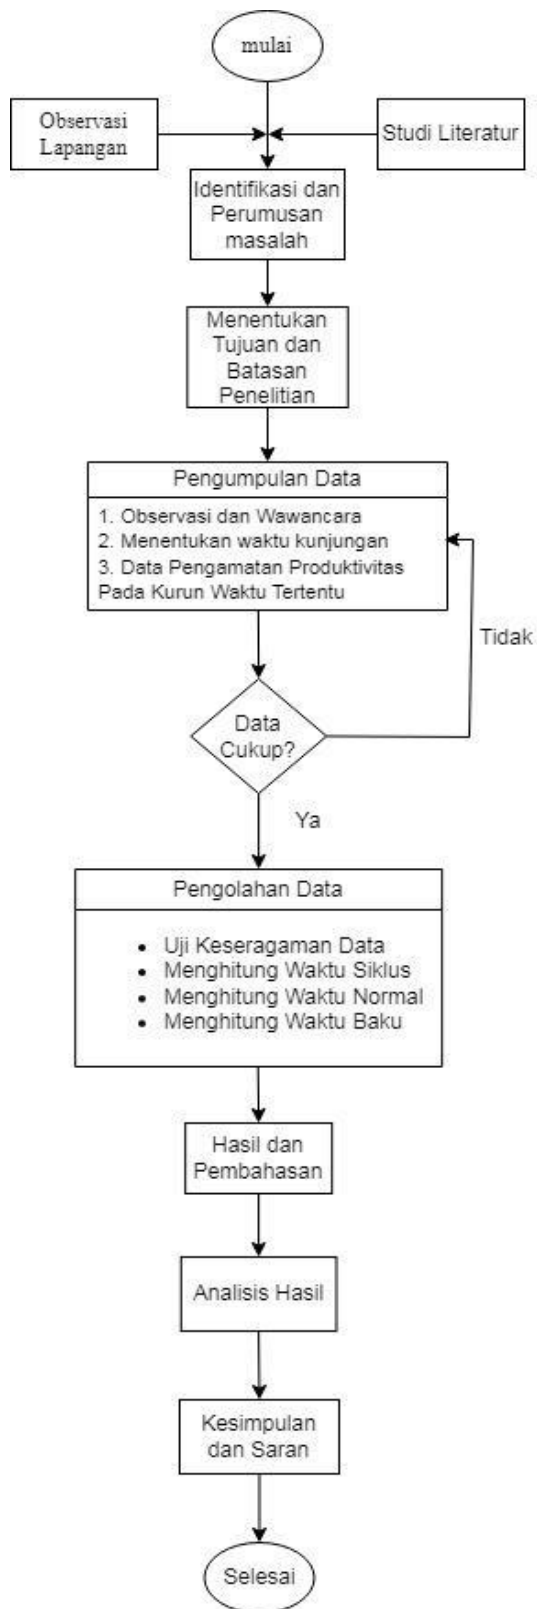 mulai
Observasi
Lapangan
Studi Literatur
Identifikasi dan
Perumusan
masalah
Menentukan
Tujuan dan
Batasan
Penelitian
Pengumpulan Data
1. Observasi dan Wawancara
2. Menentukan waktu kunjungan
3. Data Pengamatan Produktivitas
Pada Kurun Waktu Tertentu
Tidak
Data
Cukup?
Ya
Pengolahan Data
• Uji Keseragaman Data
• Menghitung Waktu Siklus
• Menghitung Waktu Normal
• Menghitung Waktu Baku
Hasil dan
Pembahasan
Analisis Hasil
Kesimpulan
dan Saran
Selesai